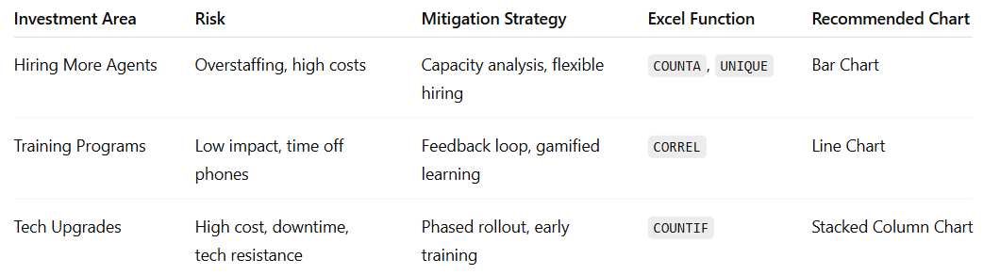 Investment Area Risk Mitigation Strategy Excel Function Recommended Chart
Hiring More Agents Overstaffing, high costs Capacity analysis, flexible COUNTA, UNIQUE Bar Chart
hiring
Training Programs Low impact, time off Feedback loop, gamified CORREL Line Chart
phones learning
Tech Upgrades High cost, downtime, Phased rollout, early COUNTIF Stacked Column Chart
tech resistance training